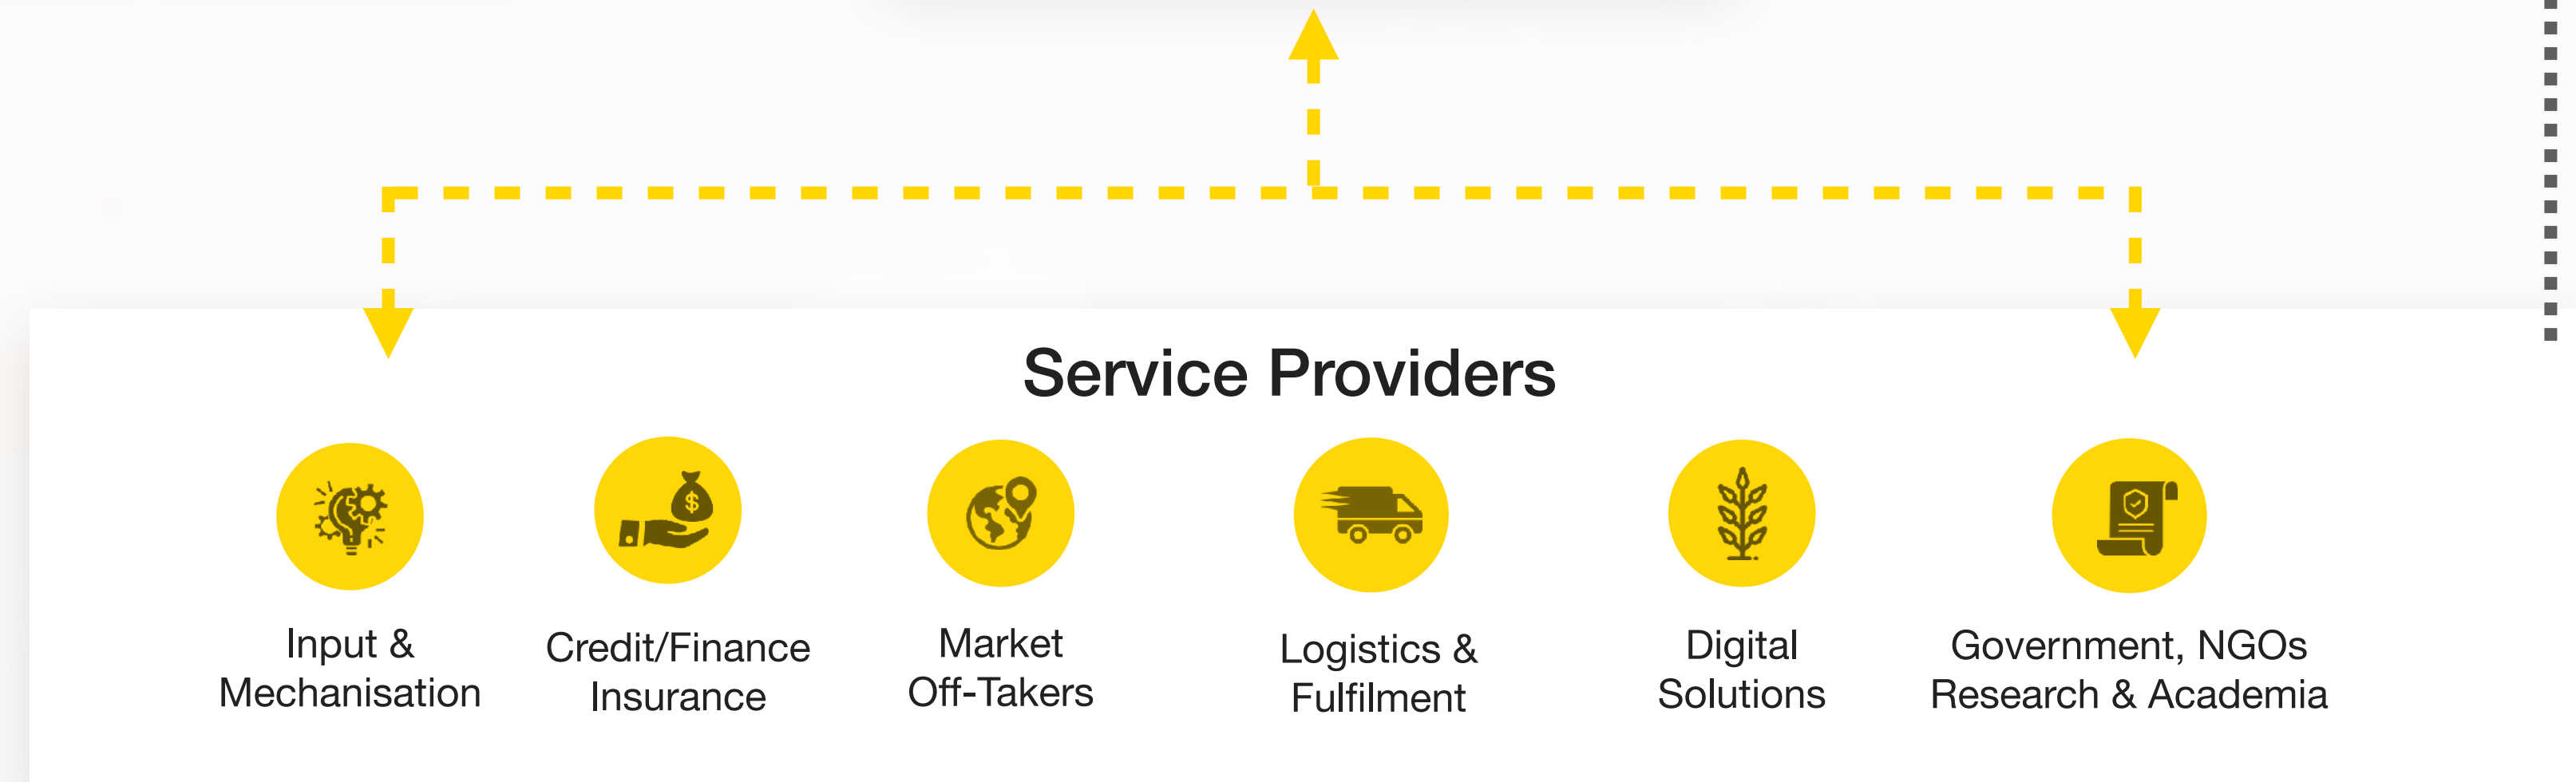 Service Providers
Input &
Mechanisation
Credit/Finance
Insurance
Market
Off-Takers
Logistics &
Fulfilment
Digital
Solutions
Government, NGOs
Research & Academia